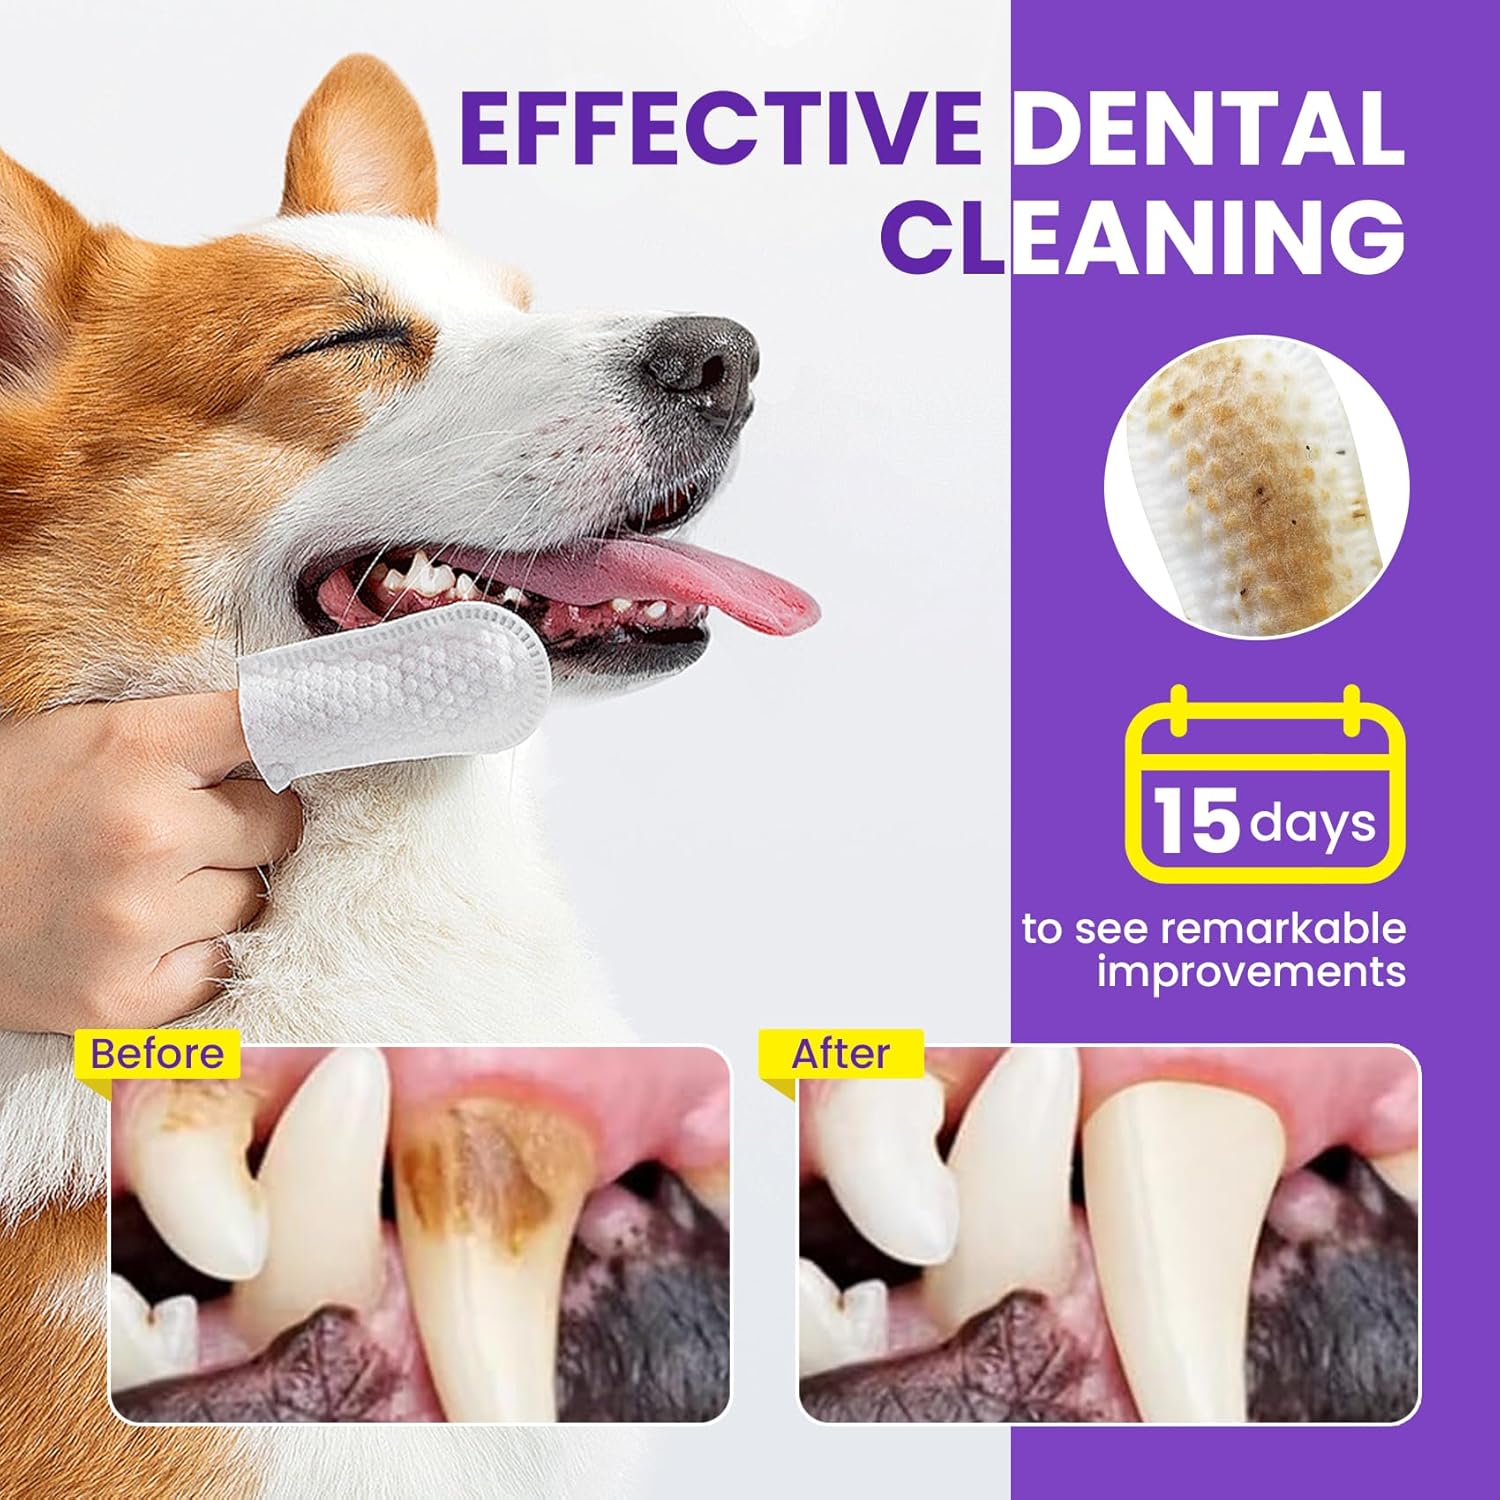 EFFECTIVE DENTAL
CLEANING
15 days
to see remarkable
improvements
Before
After